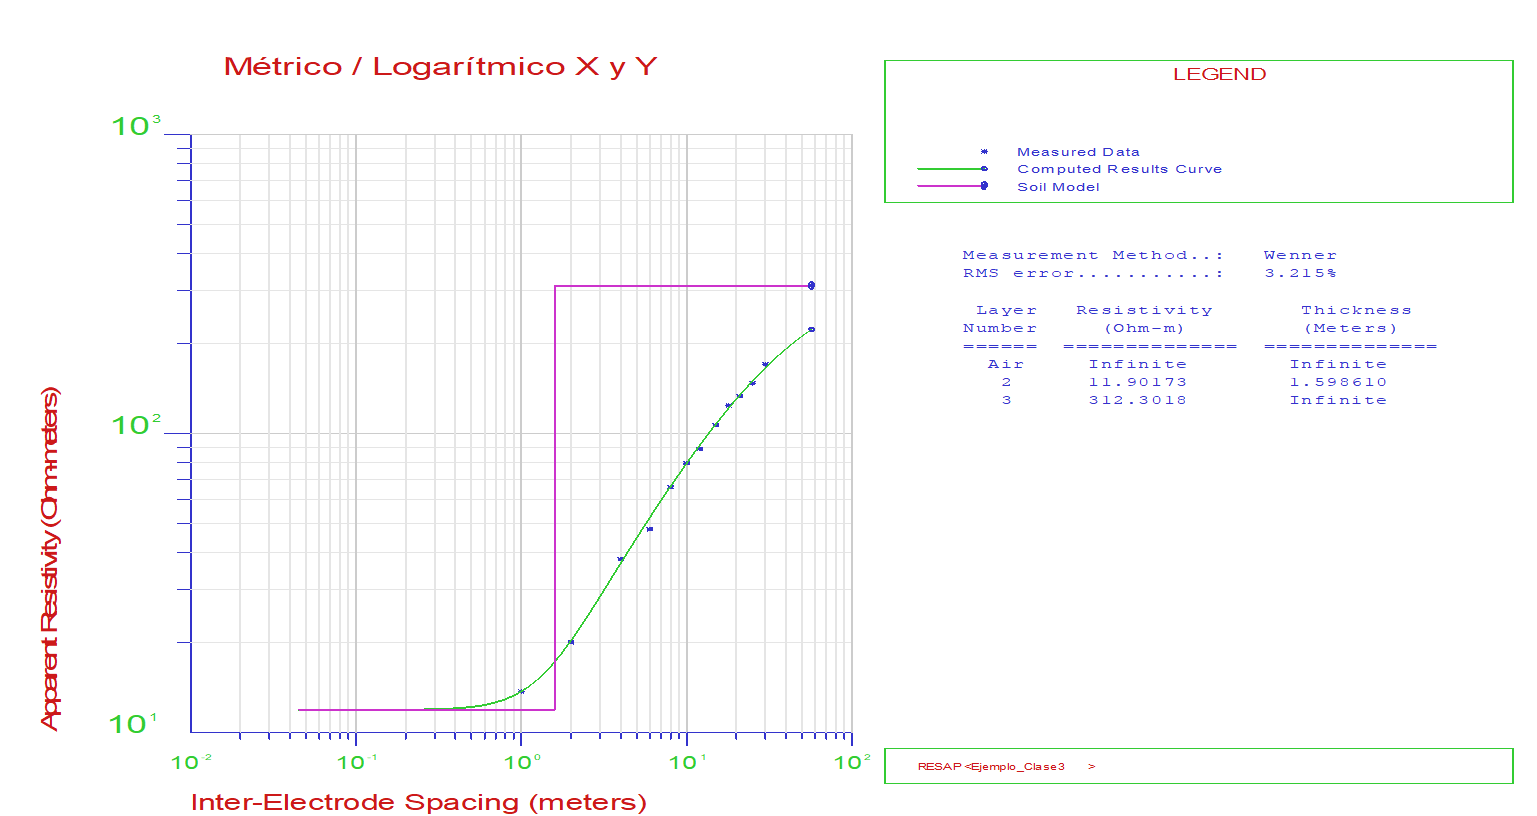 Métrico / Logarítmico X y Y
LEGEND
Measured Data
Computed Results Curve
Soil Model
10³
10²
10¹
Apparent Resistivity (Ohm-meters)
10⁻²
10⁻¹
10⁰
10¹
10²
Inter-Electrode Spacing (meters)
Measurement Method..: Wenner
RMS error...........: 3.215%
Layer Resistivity Thickness
Number (Ohm-m) (Meters)
====== ============== ==============
Air Infinite Infinite
2 11.90173 1.598610
3 312.3018 Infinite
RESAP <Ejemplo_Clase3 >